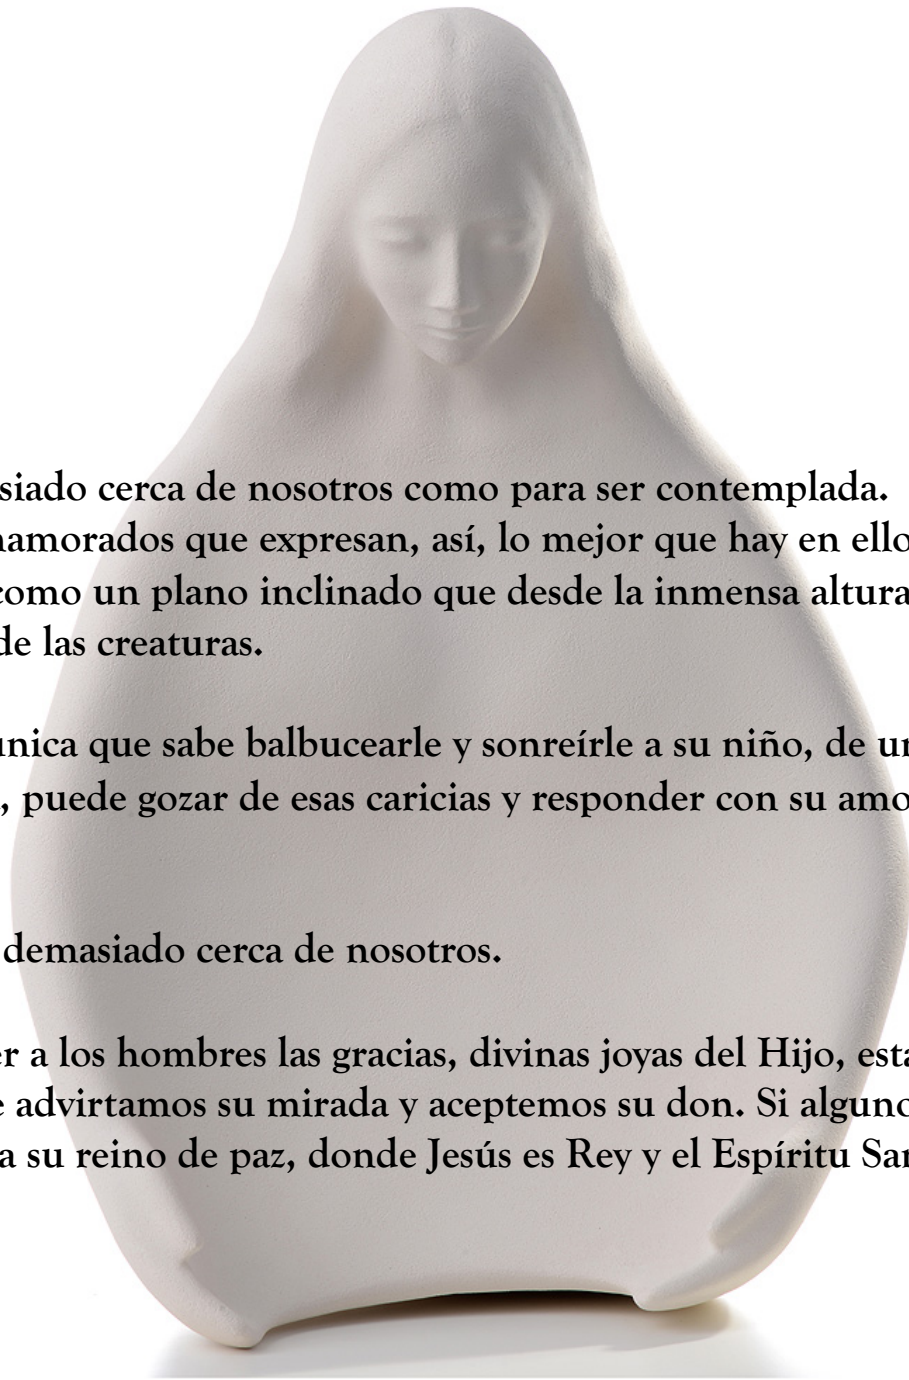 siado cerca de nosotros como para ser contemplada.
namorados que expresan, así, lo mejor que hay en ello
como un plano inclinado que desde la inmensa altura
de las creaturas.
unica que sabe balbucearle y sonreírle a su niño, de un
, puede gozar de esas caricias y responder con su amo
demasiado cerca de nosotros.
er a los hombres las gracias, divinas joyas del Hijo, esta
e advirtamos su mirada y aceptemos su don. Si alguno
a su reino de paz, donde Jesús es Rey y el Espíritu San